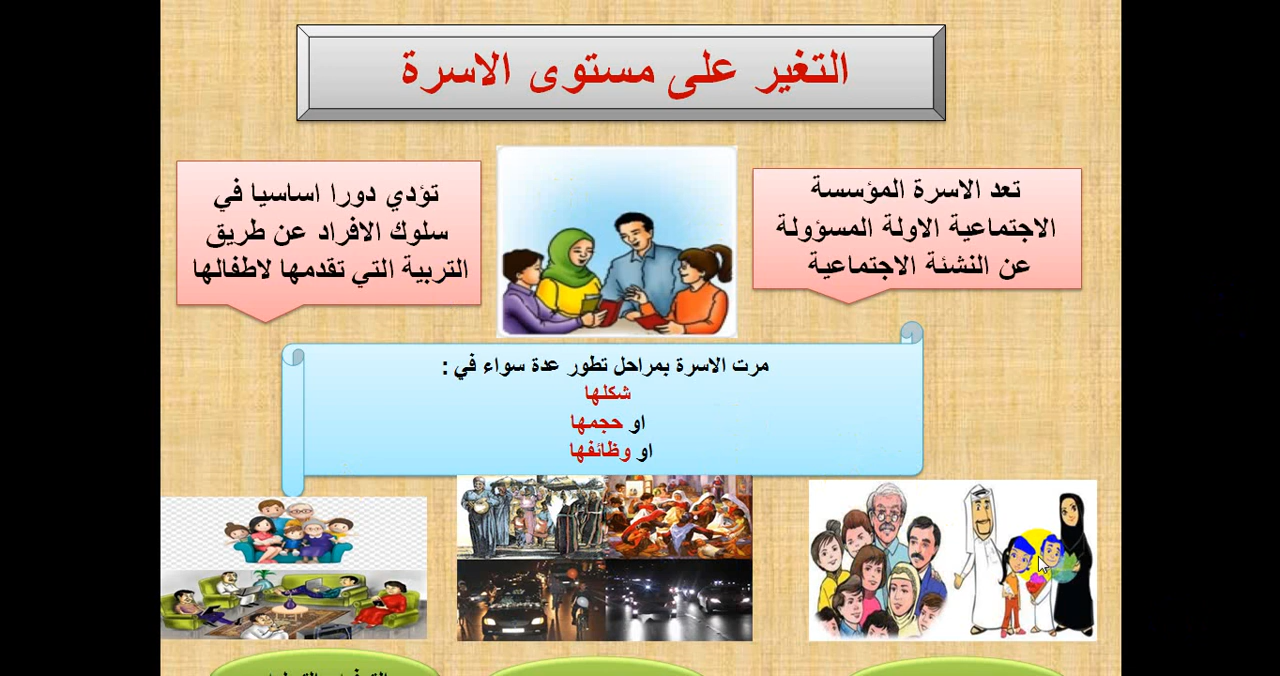 التغير على مستوى الاسرة
تعد الاسرة المؤسسة
الاجتماعية الاولة المسؤولة
عن النشئة الاجتماعية
تؤدي دورا اساسيا في
سلوك الافراد عن طريق
التربية التي تقدمها لاطفالها
مرت الاسرة بمراحل تطور عدة سواء في :
شكلها
او حجمها
او وظائفها